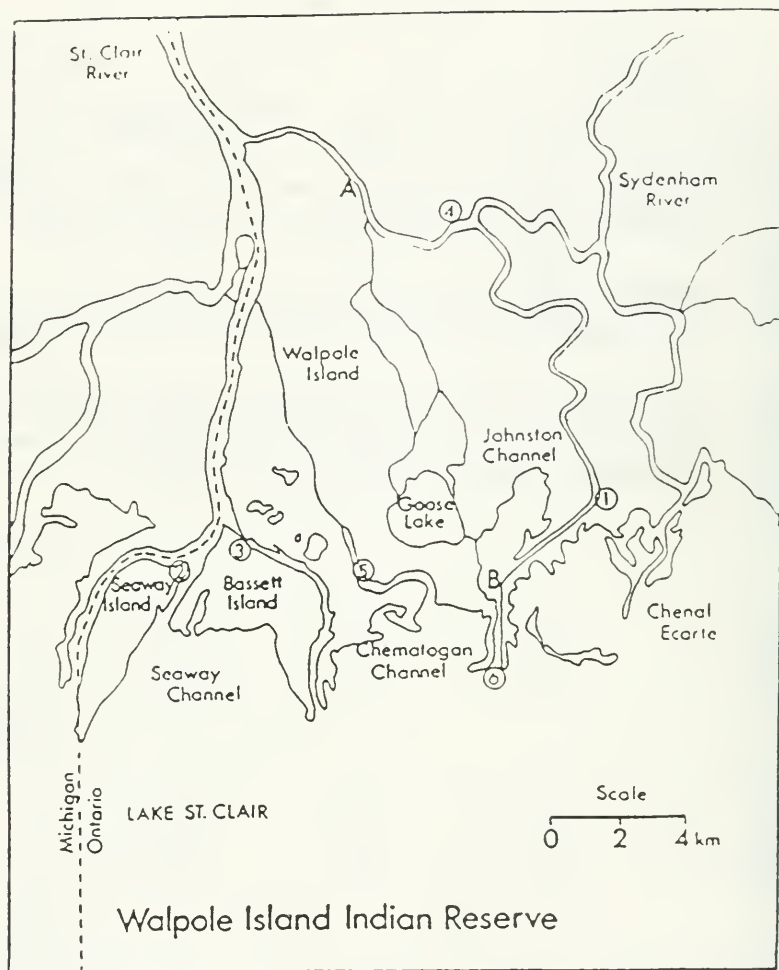 St. Clair
River
A
④
Sydenham
River
Walpole
Island
Johnston
Channel
Goose
Lake
①
③
②
⑤
Seaway
Island
Bassett
Island
B
Chenal
Ecarte
Chematogan
Channel
Seaway
Channel
⑥
Michigan
Ontario
LAKE ST. CLAIR
Scale
0 2 4 km
Walpole Island Indian Reserve